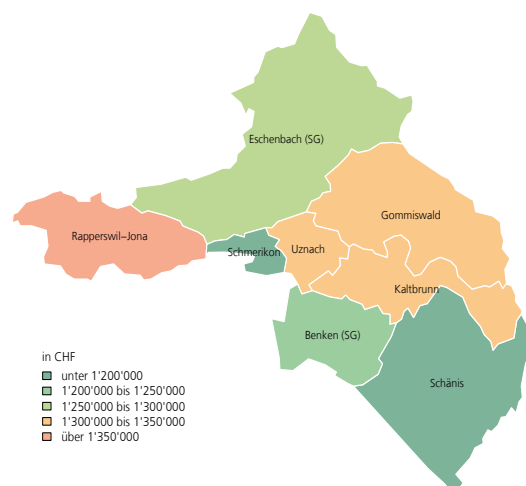 Eschenbach (SG)
Gommiswald
Rapperswil–Jona
Schmerikon
Uznach
Kaltbrunn
Benken (SG)
Schänis
in CHF
unter 1'200'000
1'200'000 bis 1'250'000
1'250'000 bis 1'300'000
1'300'000 bis 1'350'000
über 1'350'000